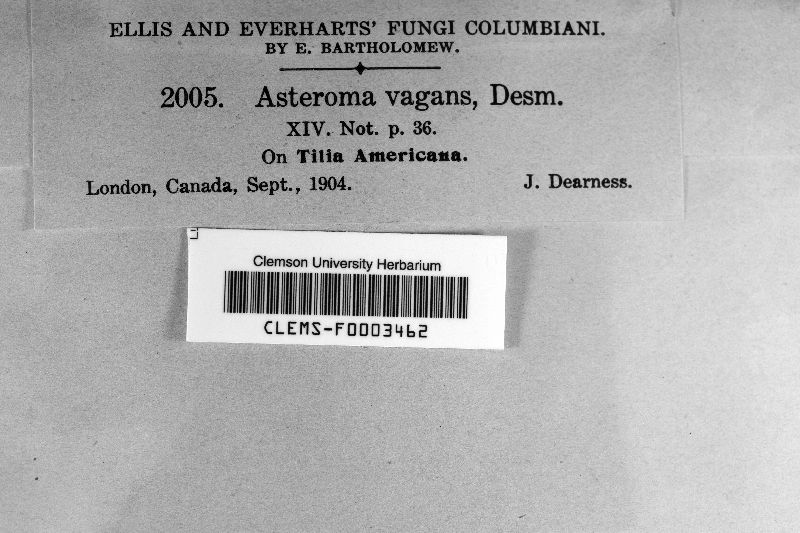 ELLIS AND EVERHARTS' FUNGI COLUMBIANI.
BY E. BARTHOLOMEW.
2005. Asteroma vagans, Desm.
XIV. Not. p. 36.
On Tilia Americana.
London, Canada, Sept., 1904. J. Dearness.
Clemson University Herbarium
CLEMS-F0003462